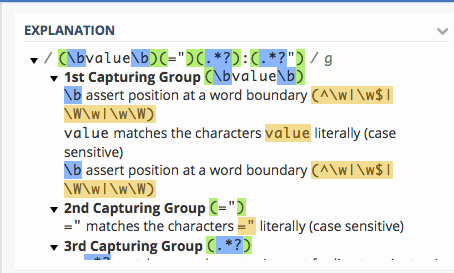 EXPLANATION
/ (\bvalue\b)(=")(.*?):(.*?") / g
1st Capturing Group (\bvalue\b)
\b assert position at a word boundary (^\w|\w$|
\W\w|\w\W)
value matches the characters value literally (case
sensitive)
\b assert position at a word boundary (^\w|\w$|
\W\w|\w\W)
2nd Capturing Group (=")
=" matches the characters =" literally (case sensitive)
3rd Capturing Group (.*?)